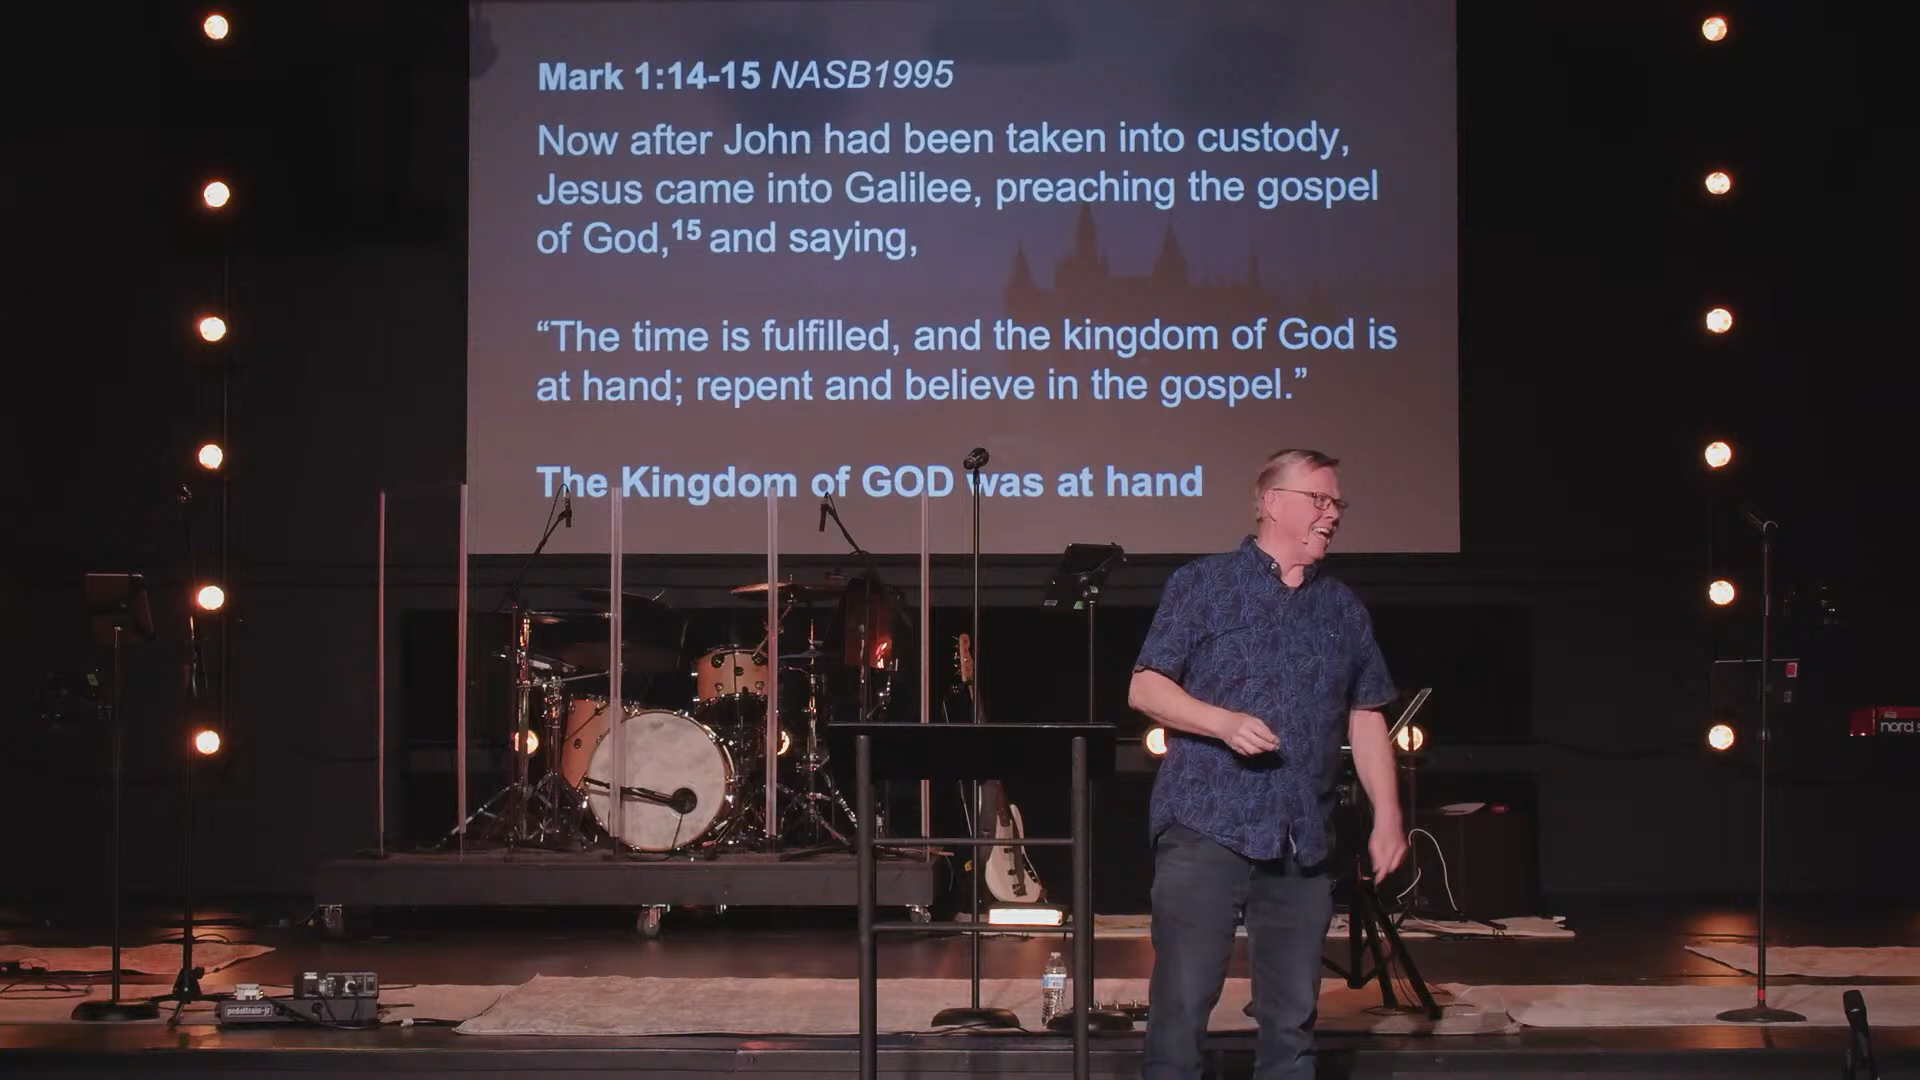 Mark 1:14-15 NASB1995
Now after John had been taken into custody,
Jesus came into Galilee, preaching the gospel
of God,15 and saying,
“The time is fulfilled, and the kingdom of God is
at hand; repent and believe in the gospel.”
The Kingdom of GOD was at hand
nord
pedaltrain-jr